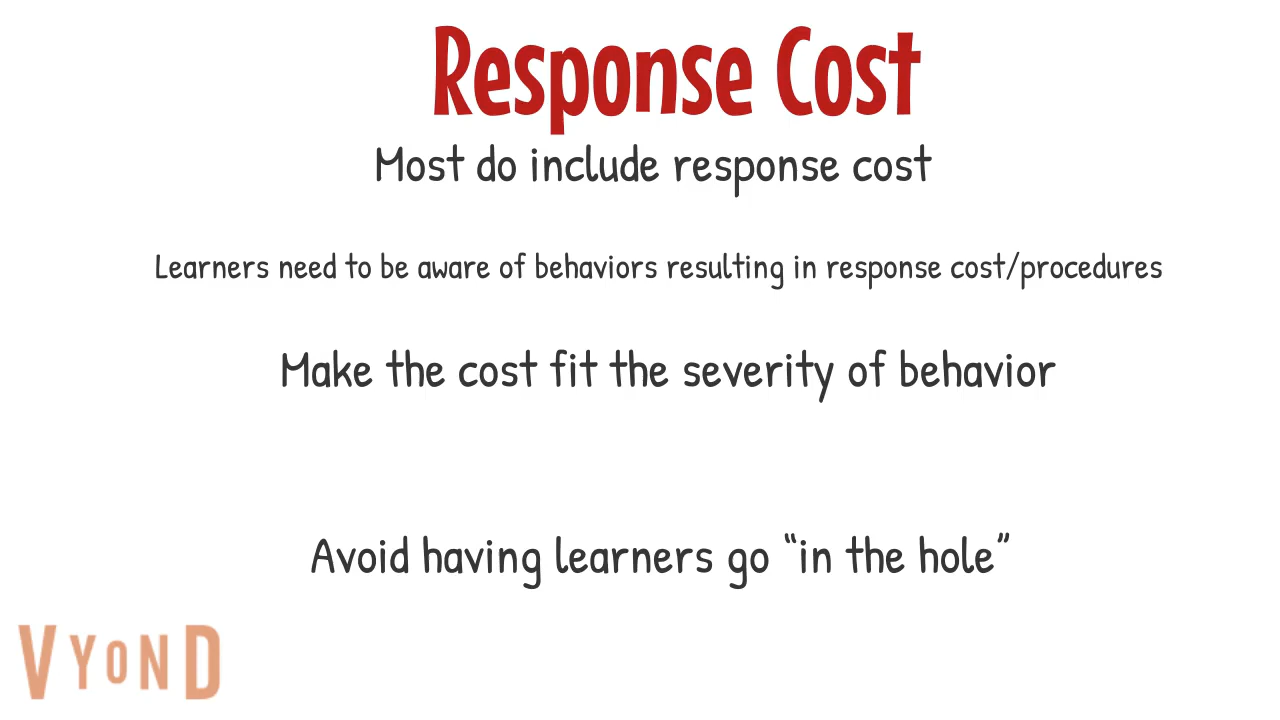 Response Cost
Most do include response cost
Learners need to be aware of behaviors resulting in response cost/procedures
Make the cost fit the severity of behavior
Avoid having learners go “in the hole”
VYOND